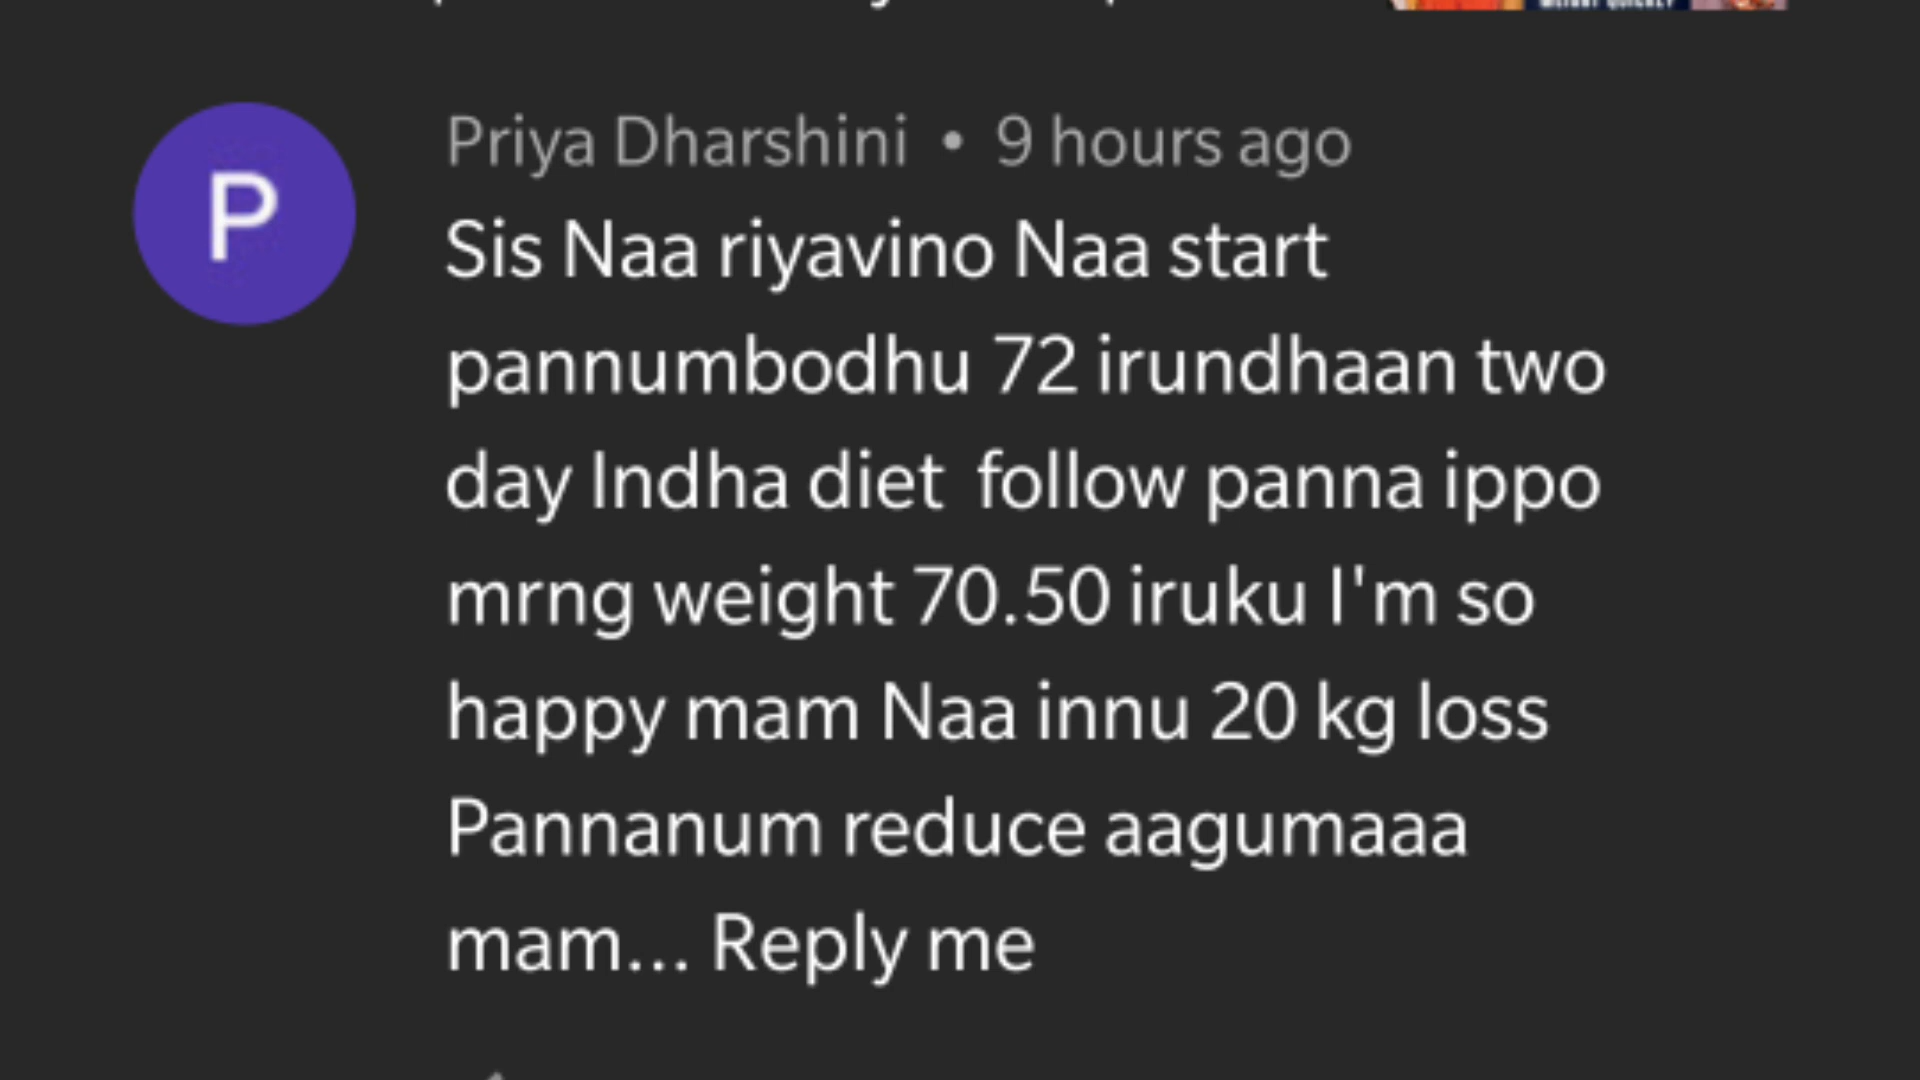 WEIGHT QUICKLY
P
Priya Dharshini • 9 hours ago
Sis Naa riyavino Naa start
pannumbodhu 72 irundhaan two
day Indha diet  follow panna ippo
mrng weight 70.50 iruku I'm so
happy mam Naa innu 20 kg loss
Pannanum reduce aagumaaa
mam... Reply me